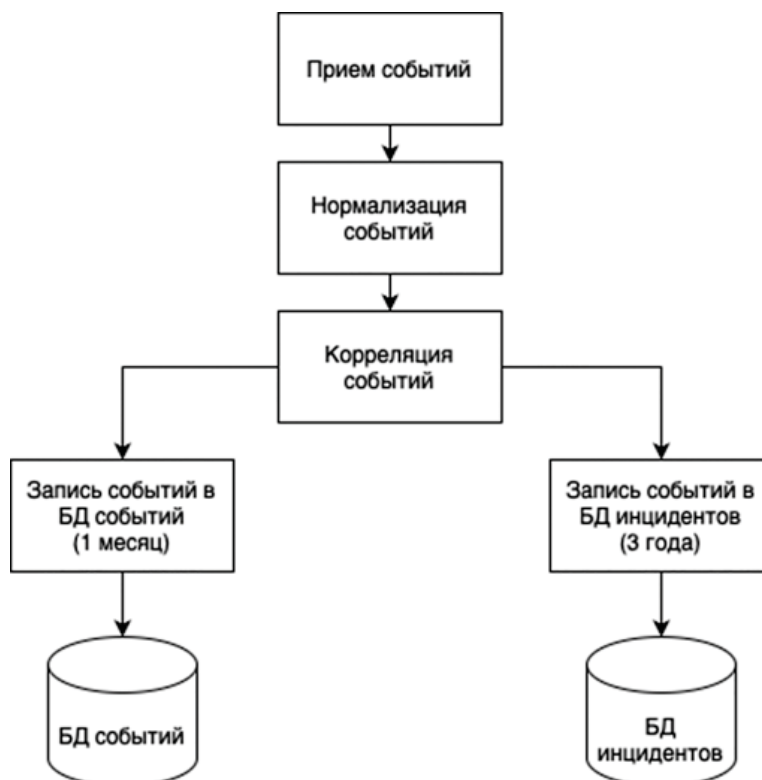 Прием событий
Нормализация
событий
Корреляция
событий
Запись событий в
БД событий
(1 месяц)
Запись событий в
БД инцидентов
(3 года)
БД событий
БД
инцидентов